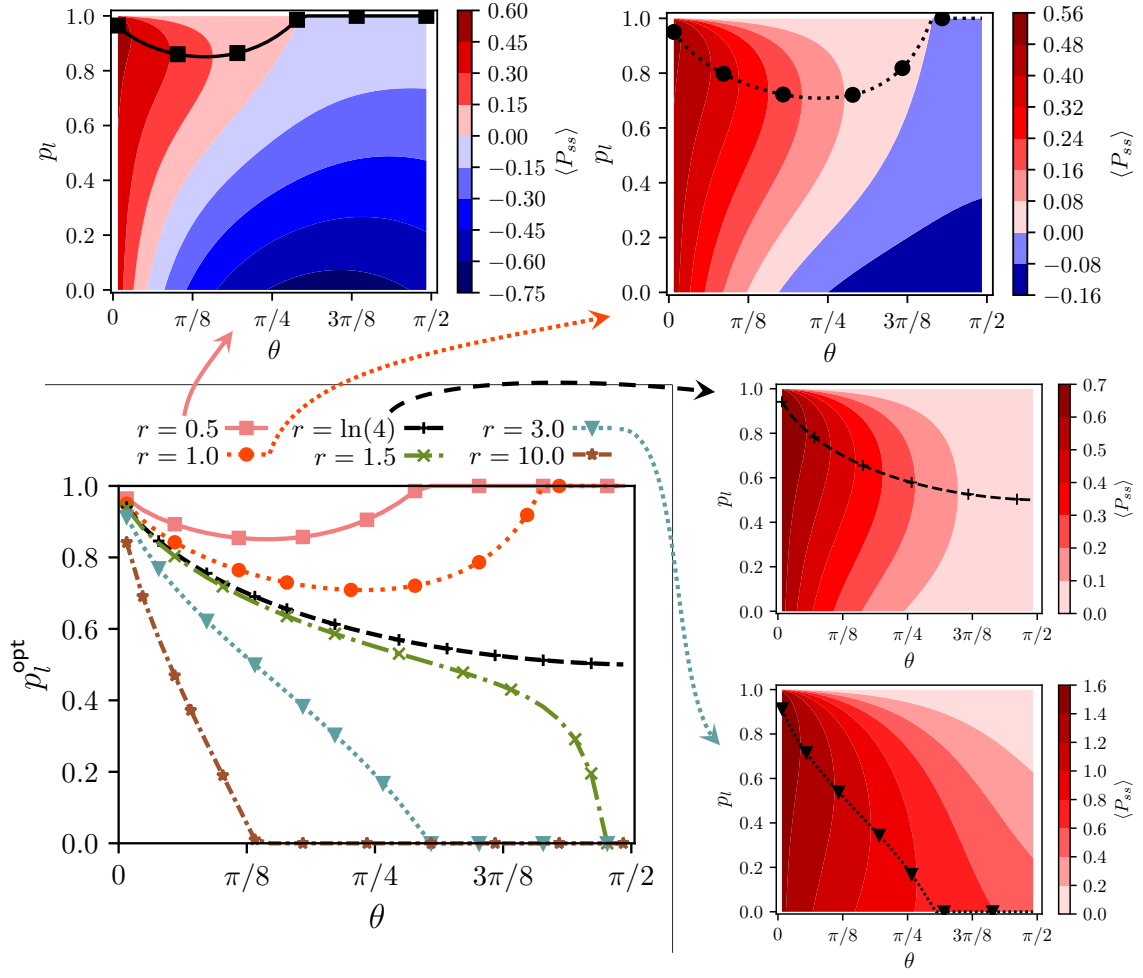 1.0
0.8
0.6
0.4
0.2
0.0
p_l
0
π/8
π/4
3π/8
π/2
θ
0.60
0.45
0.30
0.15
0.00
−0.15
−0.30
−0.45
−0.60
−0.75
⟨P_ss⟩
1.0
0.8
0.6
0.4
0.2
0.0
p_l
0
π/8
π/4
3π/8
π/2
θ
0.56
0.48
0.40
0.32
0.24
0.16
0.08
0.00
−0.08
−0.16
⟨P_ss⟩
r = 0.5
r = ln(4)
r = 3.0
r = 1.0
r = 1.5
r = 10.0
1.0
0.8
0.6
0.4
0.2
0.0
p_l^opt
0
π/8
π/4
3π/8
π/2
θ
1.0
0.8
0.6
0.4
0.2
0.0
p_l
0
π/8
π/4
3π/8
π/2
θ
0.7
0.6
0.5
0.4
0.3
0.2
0.1
0.0
⟨P_ss⟩
1.0
0.8
0.6
0.4
0.2
0.0
p_l
0
π/8
π/4
3π/8
π/2
θ
1.6
1.4
1.2
1.0
0.8
0.6
0.4
0.2
0.0
⟨P_ss⟩